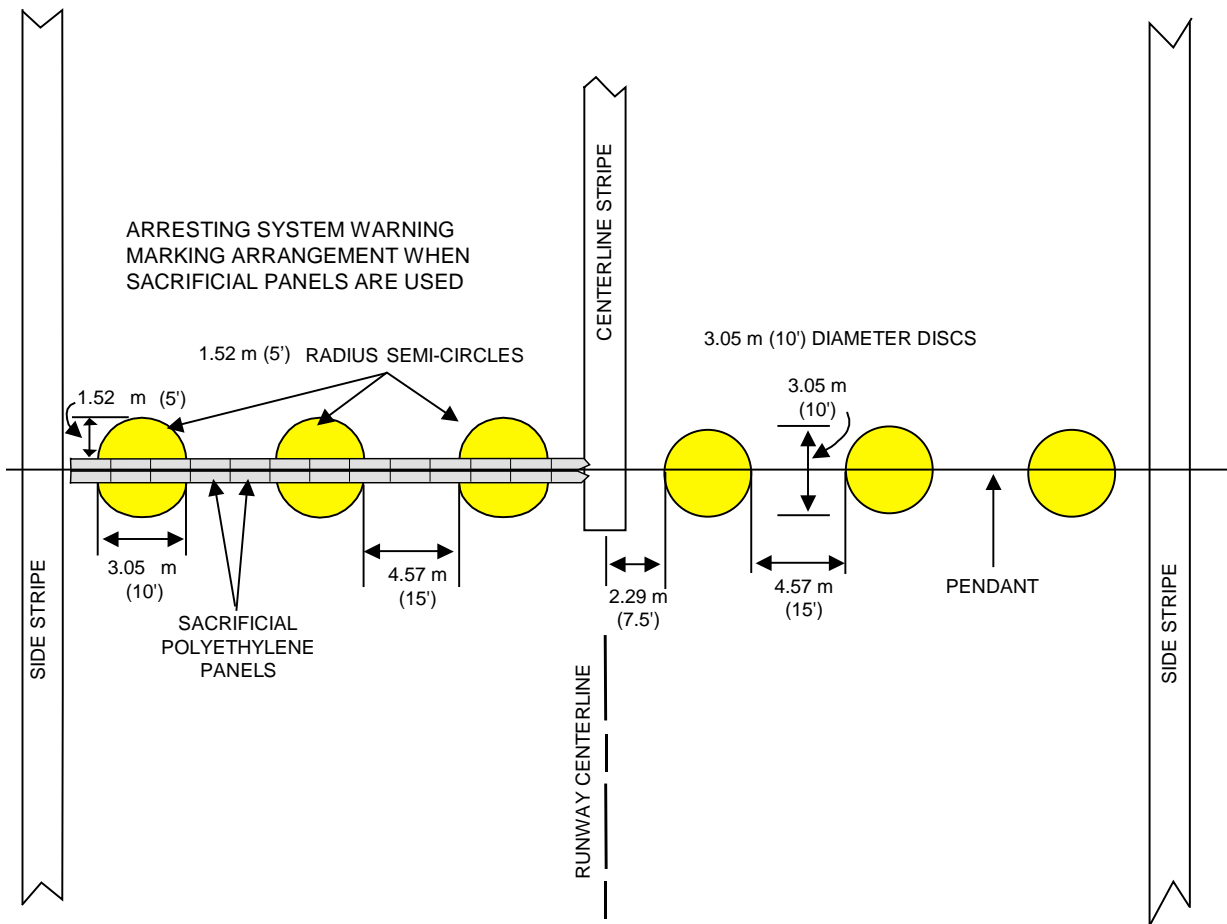 ARRESTING SYSTEM WARNING
MARKING ARRANGEMENT WHEN
SACRIFICIAL PANELS ARE USED
CENTERLINE STRIPE
1.52 m (5') RADIUS SEMI-CIRCLES
3.05 m (10') DIAMETER DISCS
1.52 m (5')
3.05 m
(10')
3.05 m
(10')
4.57 m
(15')
2.29 m
(7.5')
4.57 m
(15')
PENDANT
SACRIFICIAL
POLYETHYLENE
PANELS
SIDE STRIPE
RUNWAY CENTERLINE
SIDE STRIPE